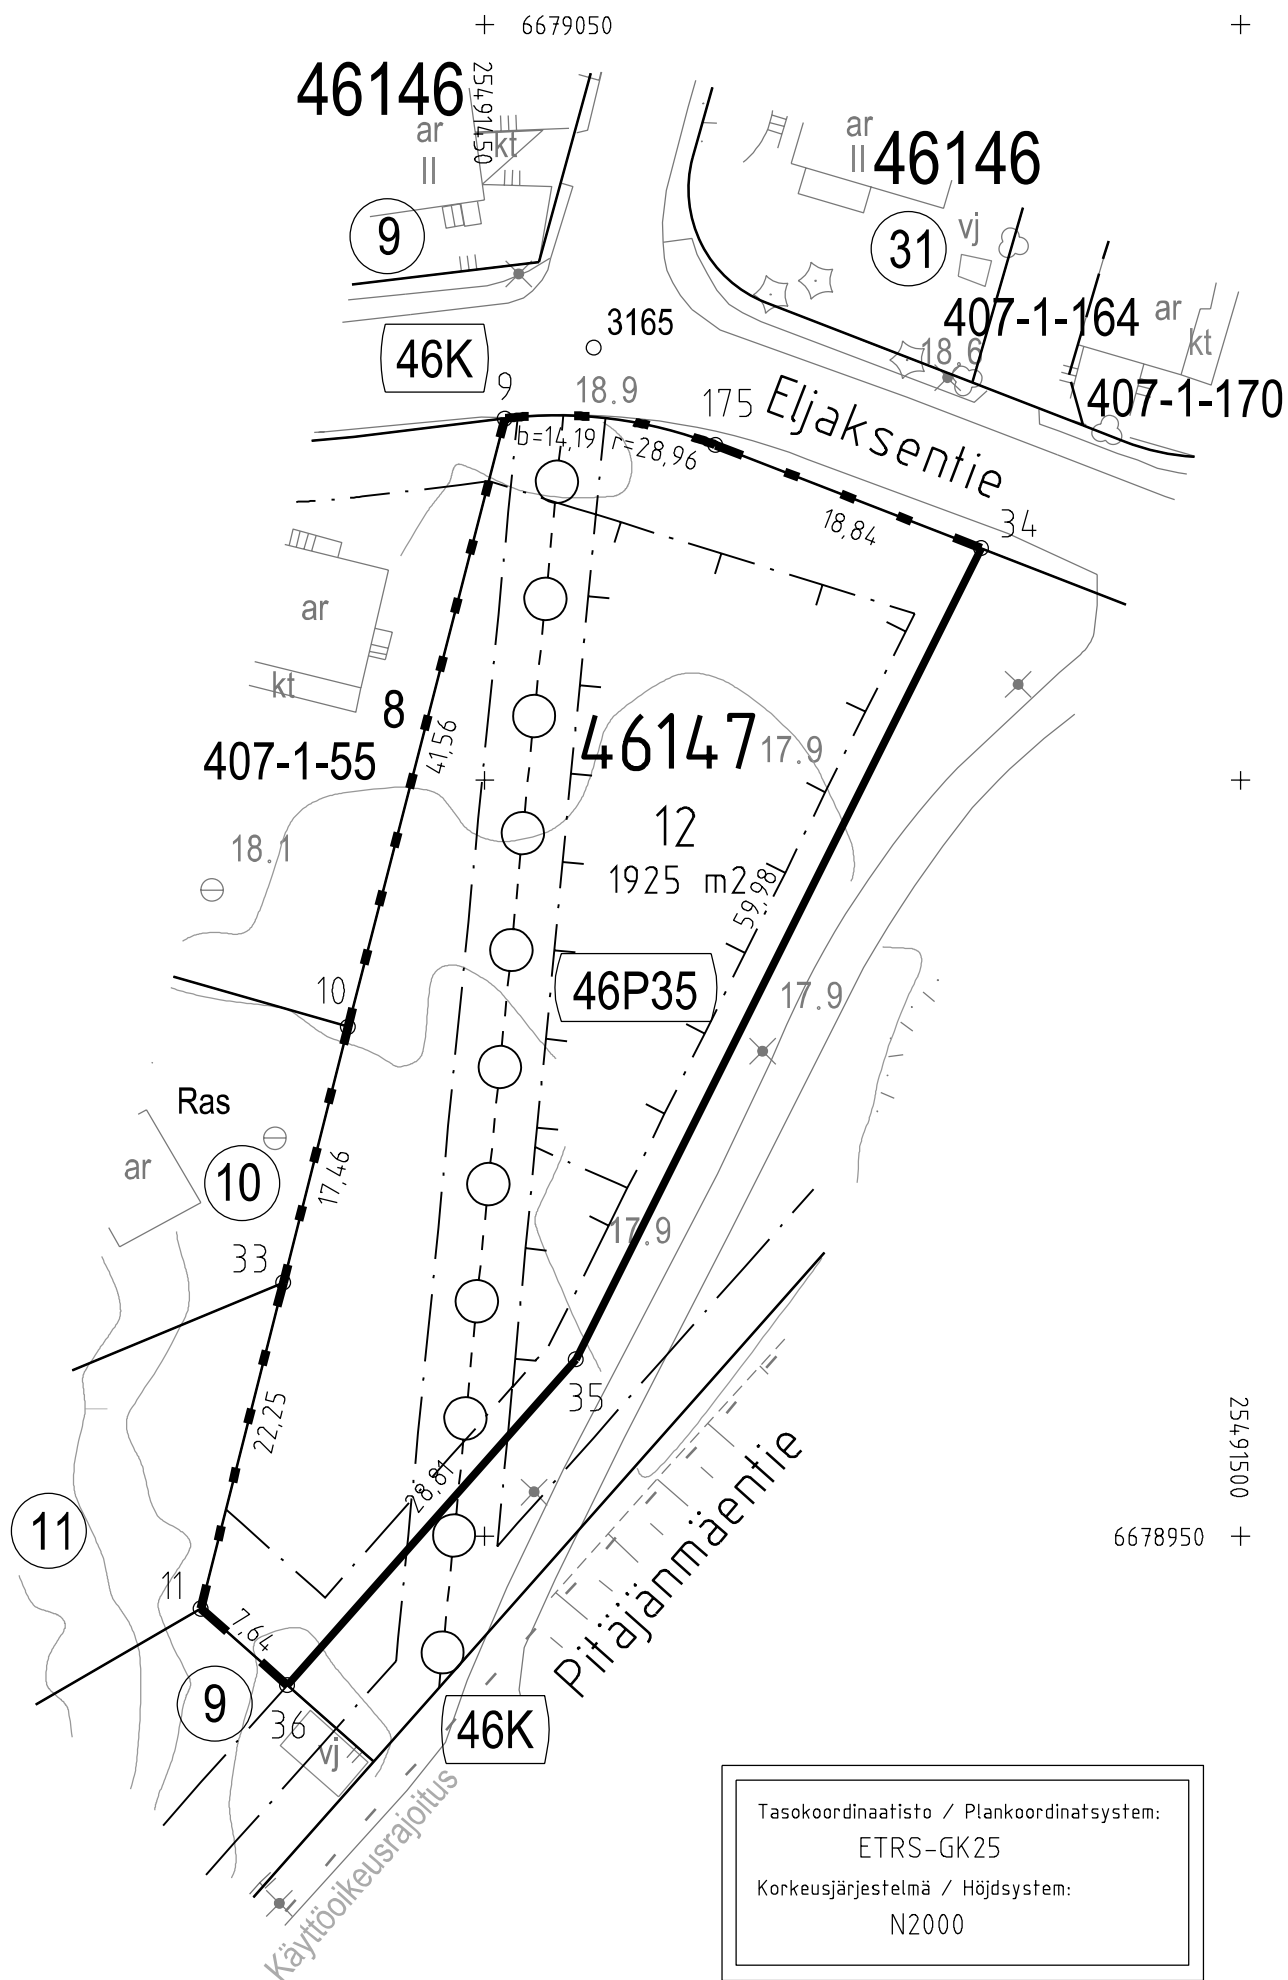 6679050
25491450
46146
ar
II
kt
9
ar
II
46146
31
vj
407-1-164
ar
kt
18.6
407-1-170
3165
46K
9
18.9
175
Eljaksentie
b=14,19
r=28,96
18,84
34
ar
kt
8
407-1-55
41,56
46147
17.9
12
1925 m2
59,98
18.1
46P35
17.9
10
Ras
ar
10
17,46
33
17.9
22,25
35
28,81
11
Pitäjänmäentie
25491500
6678950
11
7,64
9
36
vj
46K
Käyttöoikeusrajoitus
Tasokoordinaatisto / Plankoordinatsystem:
ETRS-GK25
Korkeusjärjestelmä / Höjdsystem:
N2000